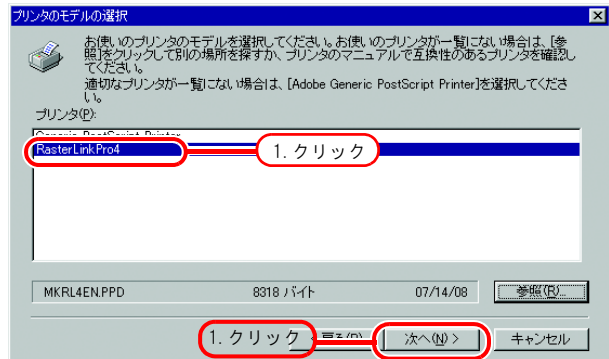 プリンタのモデルの選択
お使いのプリンタのモデルを選択してください。お使いのプリンタが一覧にない場合は、[参
照]をクリックして別の場所を探すか、プリンタのマニュアルで互換性のあるプリンタを確認し
てください。
適切なプリンタが一覧にない場合は、[Adobe Generic PostScript Printer]を選択してくださ
い。
プリンタ(P):
Generic PostScript Printer
RasterLinkPro4
1. クリック
MKRL4EN.PPD 8318 バイト 07/14/08 参照(R)...
1. クリック < 戻る(B) 次へ(N) > キャンセル